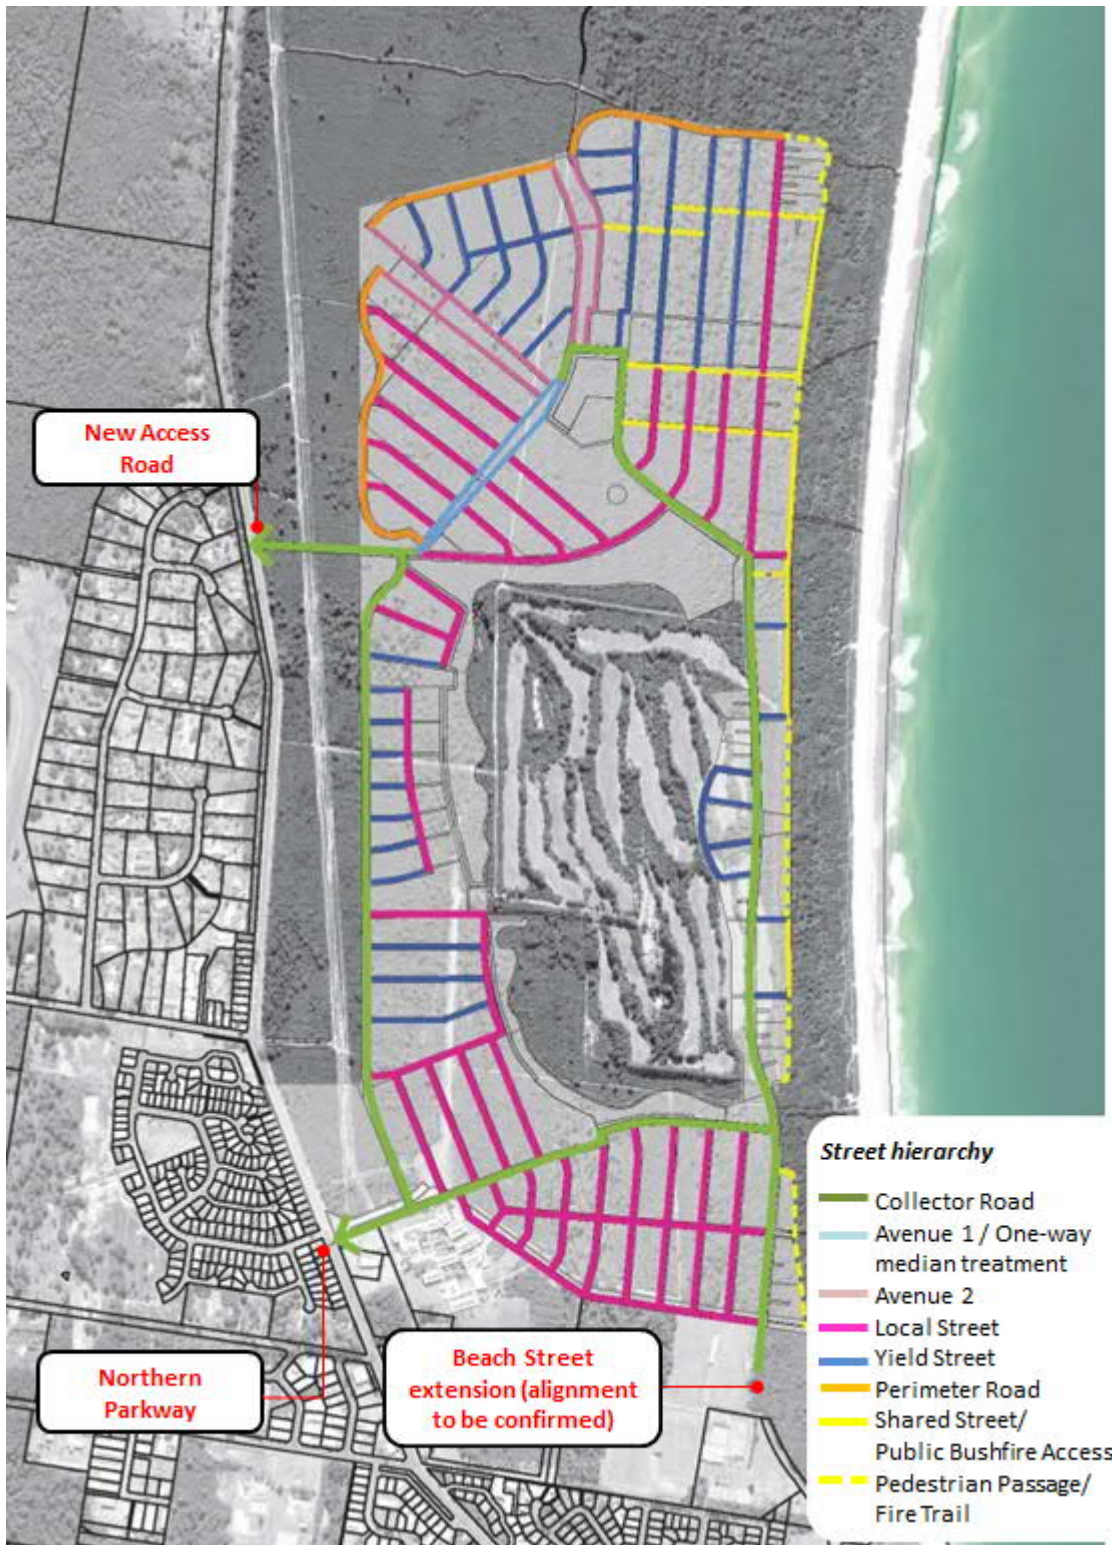 New Access
Road
Northern
Parkway
Beach Street
extension (alignment
to be confirmed)
Street hierarchy
Collector Road
Avenue 1 / One-way
median treatment
Avenue 2
Local Street
Yield Street
Perimeter Road
Shared Street/
Public Bushfire Access
Pedestrian Passage/
Fire Trail